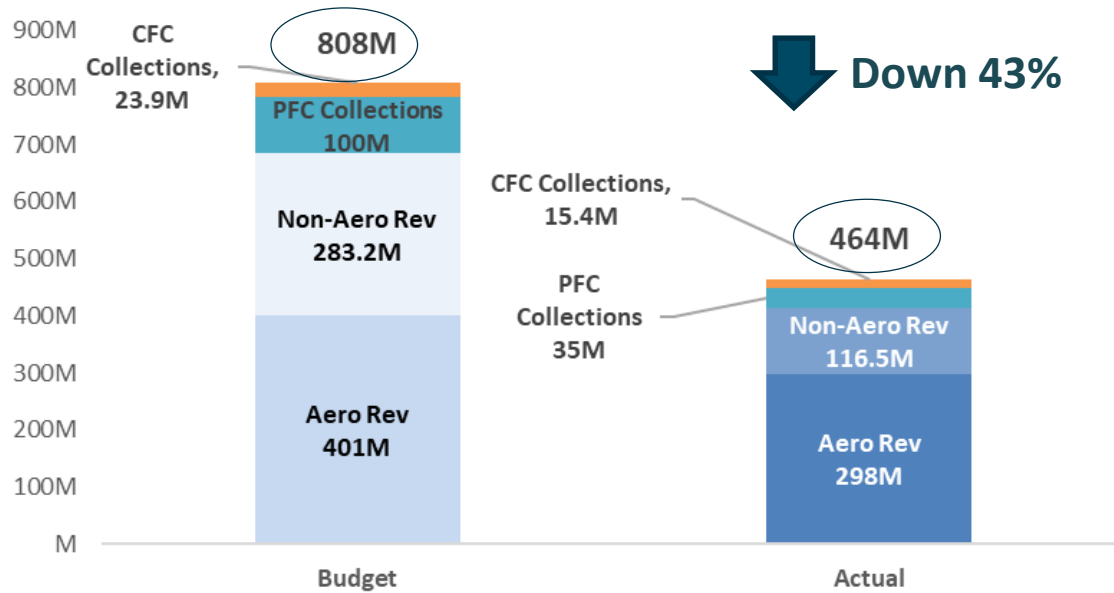 900M
800M
700M
600M
500M
400M
300M
200M
100M
M
CFC
Collections,
23.9M
808M
PFC Collections
100M
Non-Aero Rev
283.2M
Aero Rev
401M
Budget
Down 43%
CFC Collections,
15.4M
464M
PFC
Collections
35M
Non-Aero Rev
116.5M
Aero Rev
298M
Actual